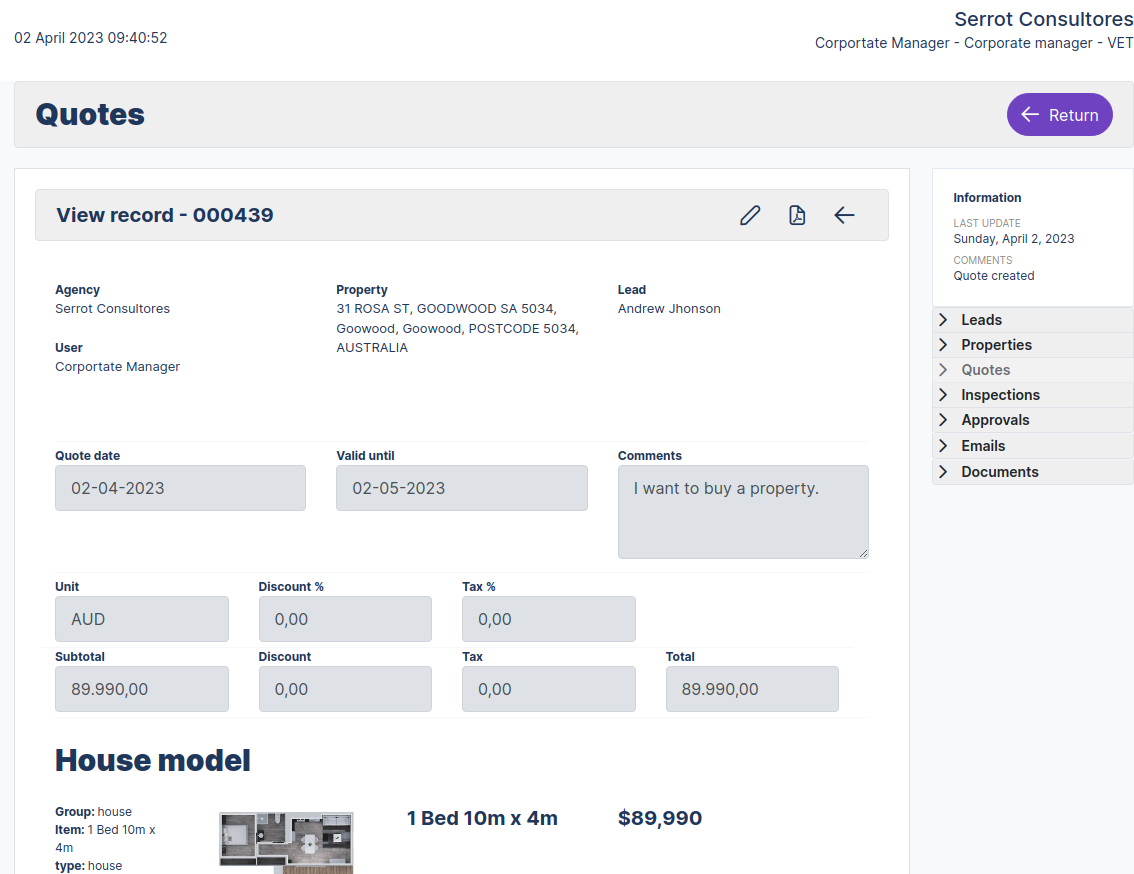 Serrot Consultores
02 April 2023 09:40:52
Corportate Manager - Corporate manager - VET
Quotes
Return
View record - 000439
Agency
Serrot Consultores
User
Corportate Manager
Property
31 ROSA ST, GOODWOOD SA 5034,
Goowood, Goowood, POSTCODE 5034,
AUSTRALIA
Lead
Andrew Jhonson
Quote date
02-04-2023
Valid until
02-05-2023
Comments
I want to buy a property.
Unit
AUD
Discount %
0,00
Tax %
0,00
Subtotal
89.990,00
Discount
0,00
Tax
0,00
Total
89.990,00
House model
Group: house
Item: 1 Bed 10m x
4m
type: house
1 Bed 10m x 4m
$89,990
Information
LAST UPDATE
Sunday, April 2, 2023
COMMENTS
Quote created
Leads
Properties
Quotes
Inspections
Approvals
Emails
Documents